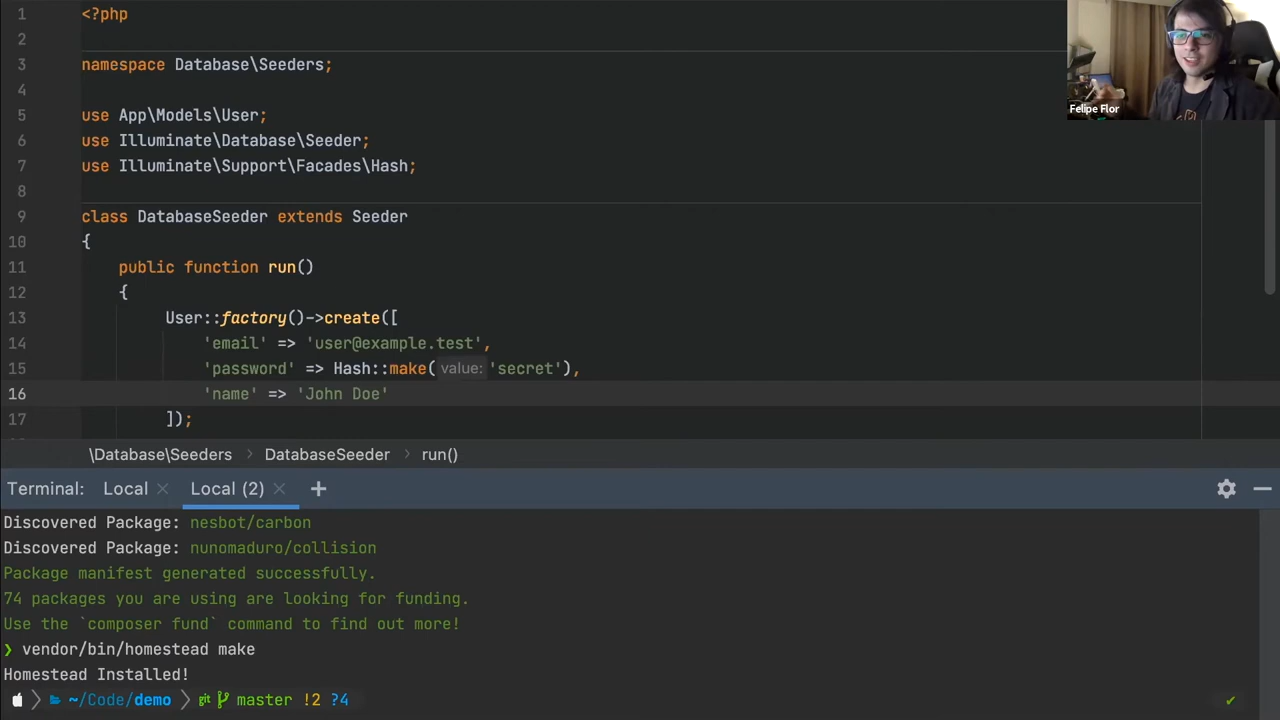 1 <?php
2
3 namespace Database\Seeders;
4
5 use App\Models\User;
6 use Illuminate\Database\Seeder;
7 use Illuminate\Support\Facades\Hash;
8
9 class DatabaseSeeder extends Seeder
10 {
11 public function run()
12 {
13 User::factory()->create([
14 'email' => 'user@example.test',
15 'password' => Hash::make( value: 'secret'),
16 'name' => 'John Doe'
17 ]);
Felipe Flor
\Database\Seeders > DatabaseSeeder > run()
Terminal: Local × Local (2) × +
Discovered Package: nesbot/carbon
Discovered Package: nunomaduro/collision
Package manifest generated successfully.
74 packages you are using are looking for funding.
Use the `composer fund` command to find out more!
❯ vendor/bin/homestead make
Homestead Installed!
~/Code/demo git master !2 ?4 ✔